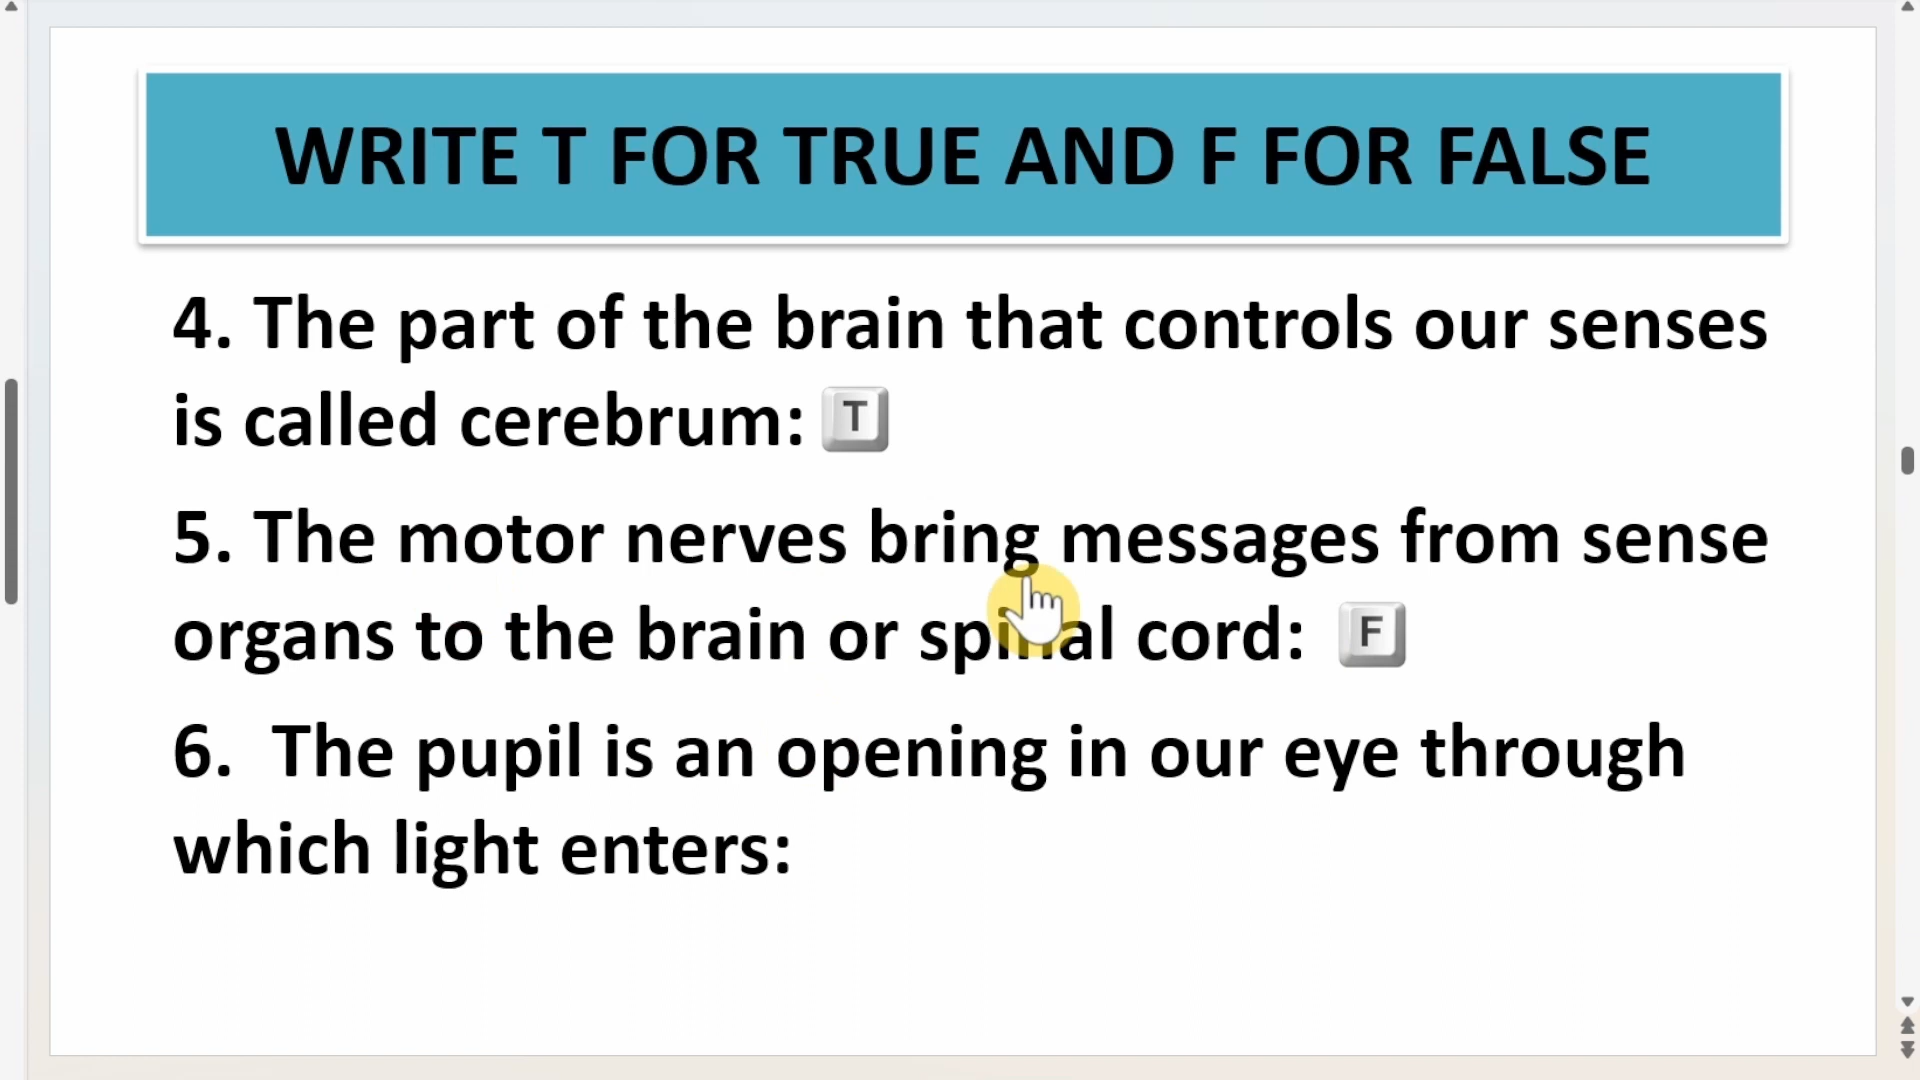 WRITE T FOR TRUE AND F FOR FALSE
4. The part of the brain that controls our senses
is called cerebrum: T
5. The motor nerves bring messages from sense
organs to the brain or spinal cord: F
6. The pupil is an opening in our eye through
which light enters: